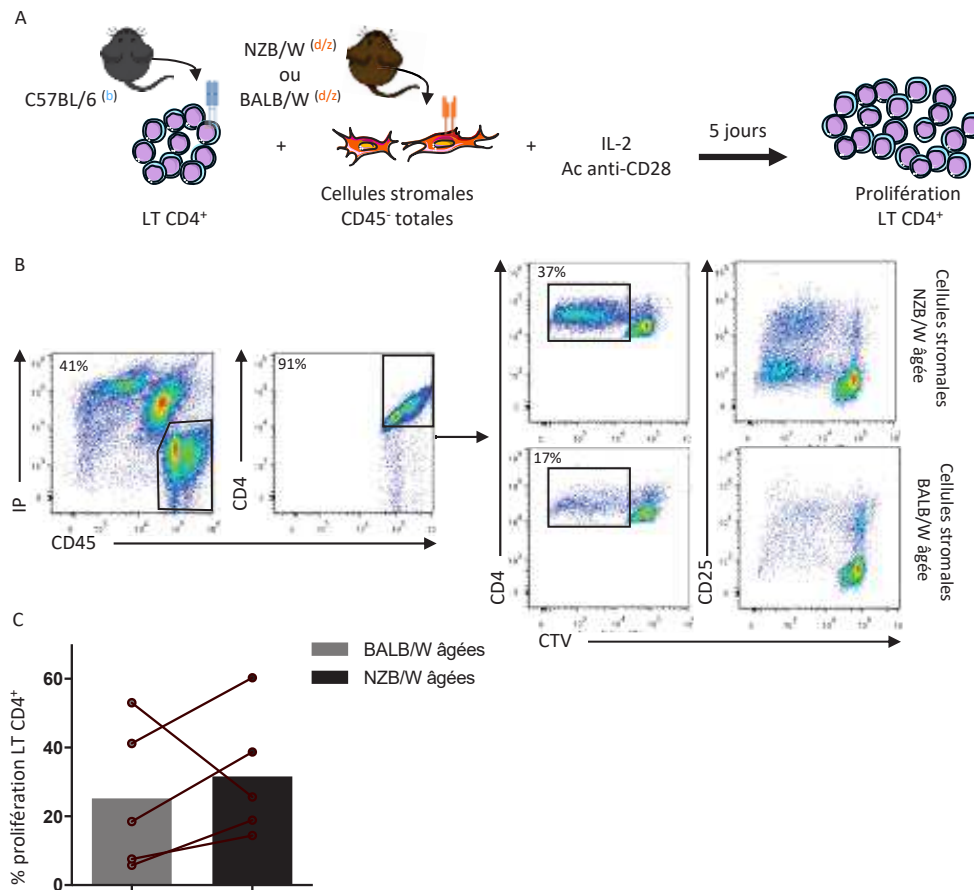 A
C57BL/6 (b)
NZB/W (d/z)
ou
BALB/W (d/z)
+
+
IL-2
Ac anti-CD28
5 jours
LT CD4+
Cellules stromales
CD45- totales
Prolifération
LT CD4+
B
41%
IP
CD45
91%
CD4
37%
17%
CD4
CD25
CTV
Cellules stromales
NZB/W âgée
Cellules stromales
BALB/W âgée
C
BALB/W âgées
NZB/W âgées
% prolifération LT CD4+
60
40
20
0